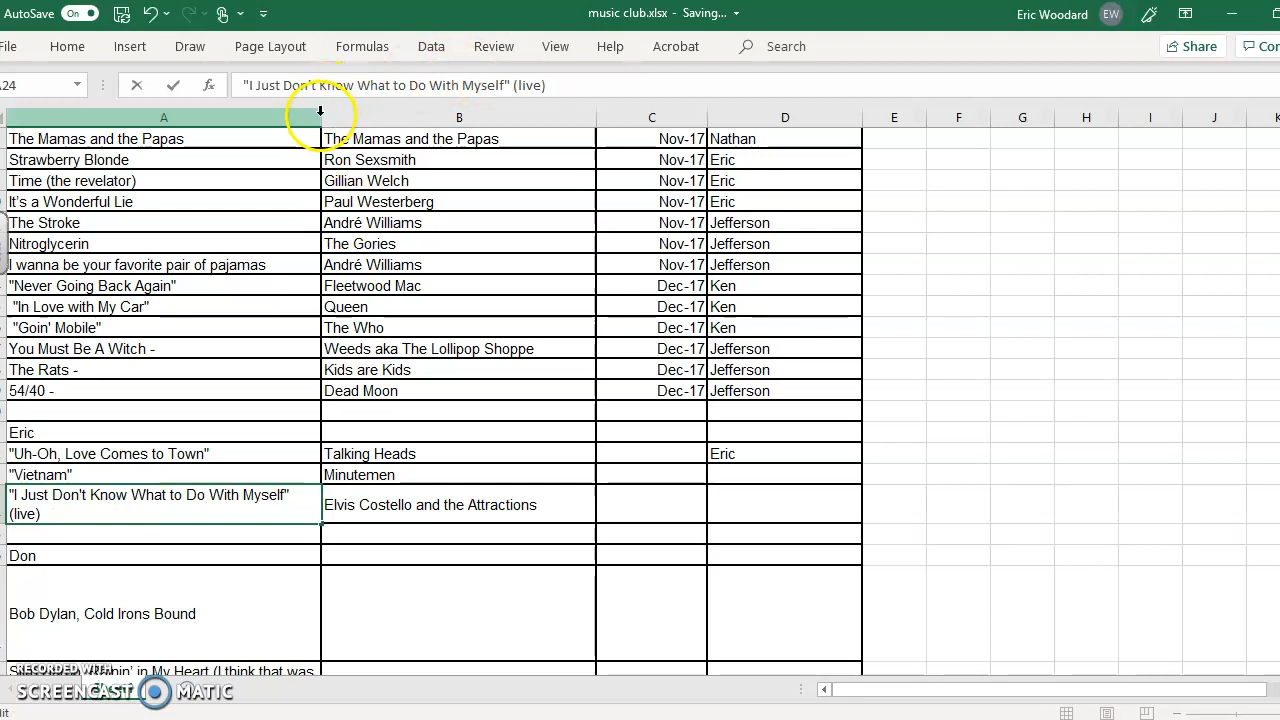 AutoSave On music club.xlsx - Saving... Eric Woodard EW
File Home Insert Draw Page Layout Formulas Data Review View Help Acrobat Search Share
A24 fx "I Just Don't Know What to Do With Myself" (live)
A B C D E F G H I J K
The Mamas and the Papas The Mamas and the Papas Nov-17 Nathan
Strawberry Blonde Ron Sexsmith Nov-17 Eric
Time (the revelator) Gillian Welch Nov-17 Eric
It's a Wonderful Lie Paul Westerberg Nov-17 Eric
The Stroke André Williams Nov-17 Jefferson
Nitroglycerin The Gories Nov-17 Jefferson
I wanna be your favorite pair of pajamas André Williams Nov-17 Jefferson
"Never Going Back Again" Fleetwood Mac Dec-17 Ken
"In Love with My Car" Queen Dec-17 Ken
"Goin' Mobile" The Who Dec-17 Ken
You Must Be A Witch - Weeds aka The Lollipop Shoppe Dec-17 Jefferson
The Rats - Kids are Kids Dec-17 Jefferson
54/40 - Dead Moon Dec-17 Jefferson
Eric
"Uh-Oh, Love Comes to Town" Talking Heads Eric
"Vietnam" Minutemen
"I Just Don't Know What to Do With Myself"
(live) Elvis Costello and the Attractions
Don
Bob Dylan, Cold Irons Bound
in My Heart (I think that was
RECORDED WITH
SCREENCAST MATIC